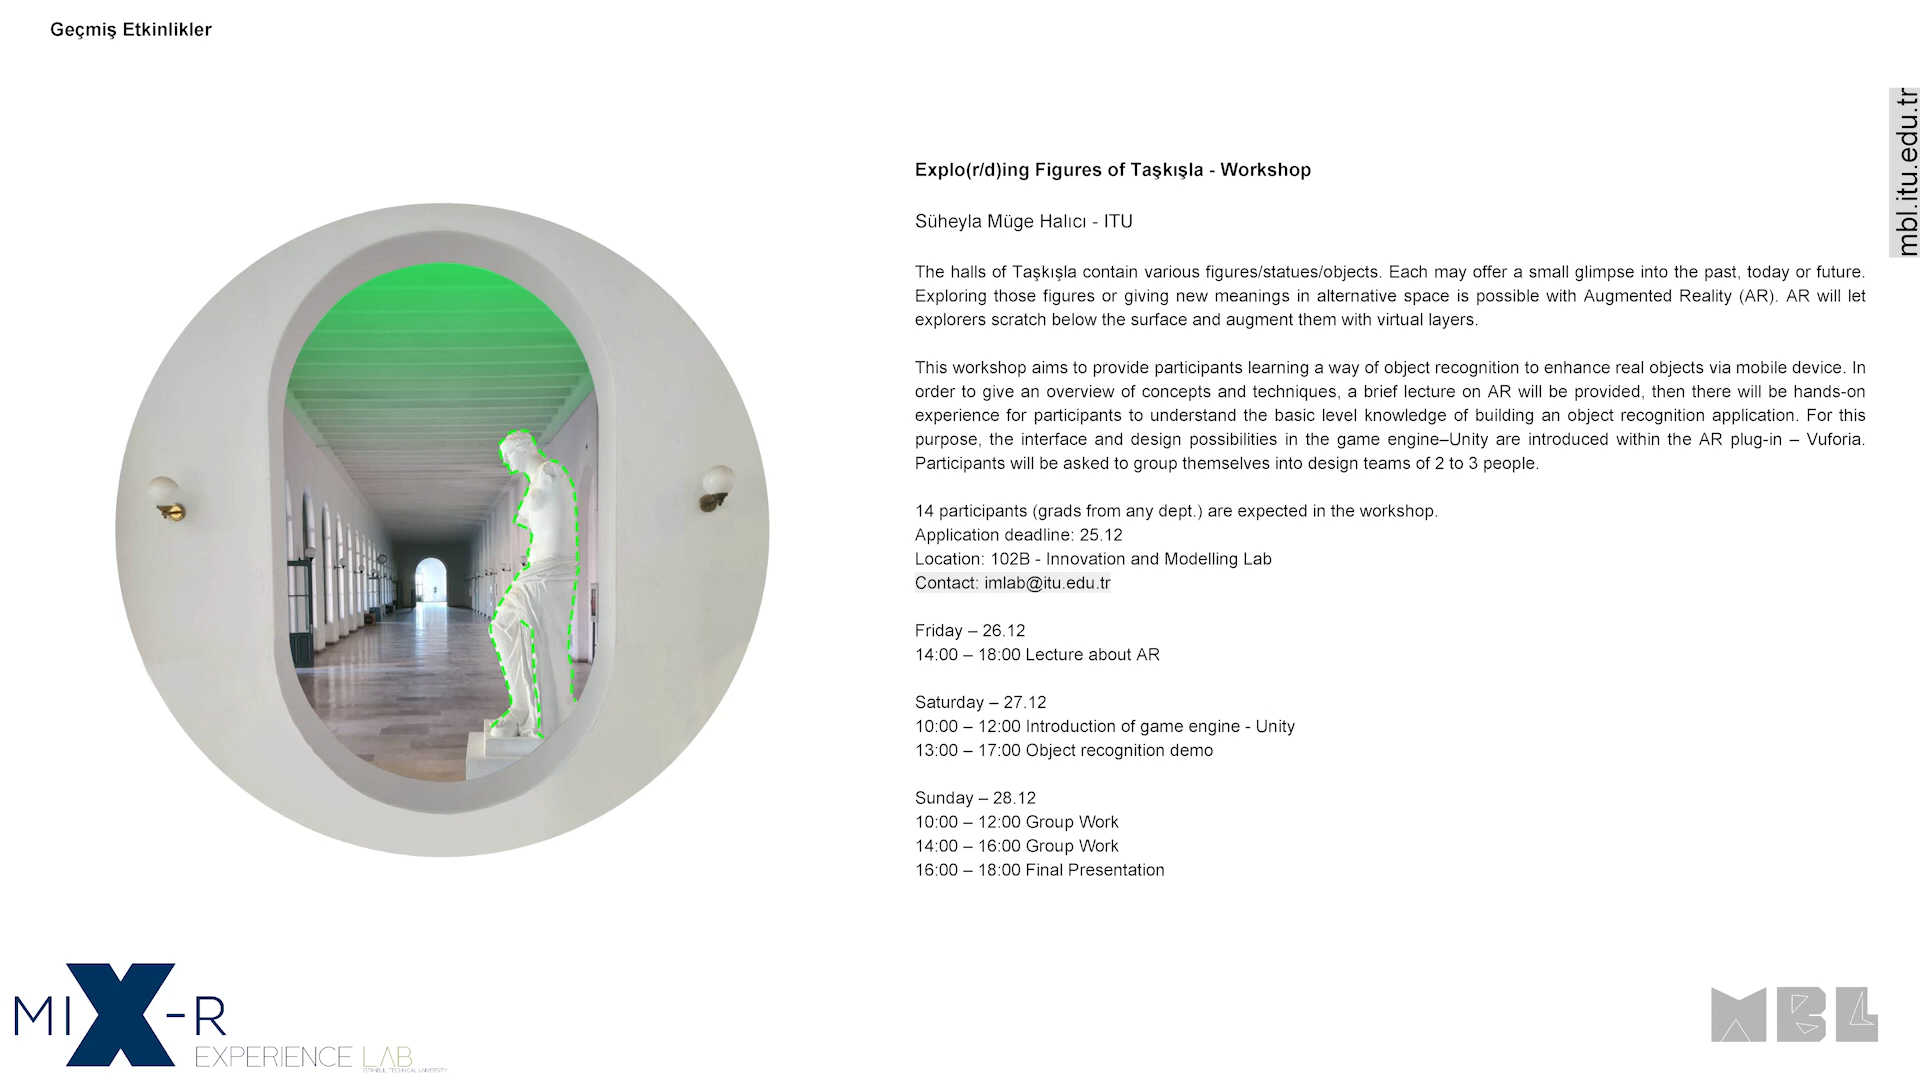 Geçmiş Etkinlikler
mbl.itu.edu.tr
Explo(r/d)ing Figures of Taşkışla - Workshop
Süheyla Müge Halıcı - ITU
The halls of Taşkışla contain various figures/statues/objects. Each may offer a small glimpse into the past, today or future.
Exploring those figures or giving new meanings in alternative space is possible with Augmented Reality (AR). AR will let
explorers scratch below the surface and augment them with virtual layers.
This workshop aims to provide participants learning a way of object recognition to enhance real objects via mobile device. In
order to give an overview of concepts and techniques, a brief lecture on AR will be provided, then there will be hands-on
experience for participants to understand the basic level knowledge of building an object recognition application. For this
purpose, the interface and design possibilities in the game engine–Unity are introduced within the AR plug-in – Vuforia.
Participants will be asked to group themselves into design teams of 2 to 3 people.
14 participants (grads from any dept.) are expected in the workshop.
Application deadline: 25.12
Location: 102B - Innovation and Modelling Lab
Contact: imlab@itu.edu.tr
Friday – 26.12
14:00 – 18:00 Lecture about AR
Saturday – 27.12
10:00 – 12:00 Introduction of game engine - Unity
13:00 – 17:00 Object recognition demo
Sunday – 28.12
10:00 – 12:00 Group Work
14:00 – 16:00 Group Work
16:00 – 18:00 Final Presentation
MIX-R
EXPERIENCE LAB
ISTANBUL TECHNICAL UNIVERSITY
MBL